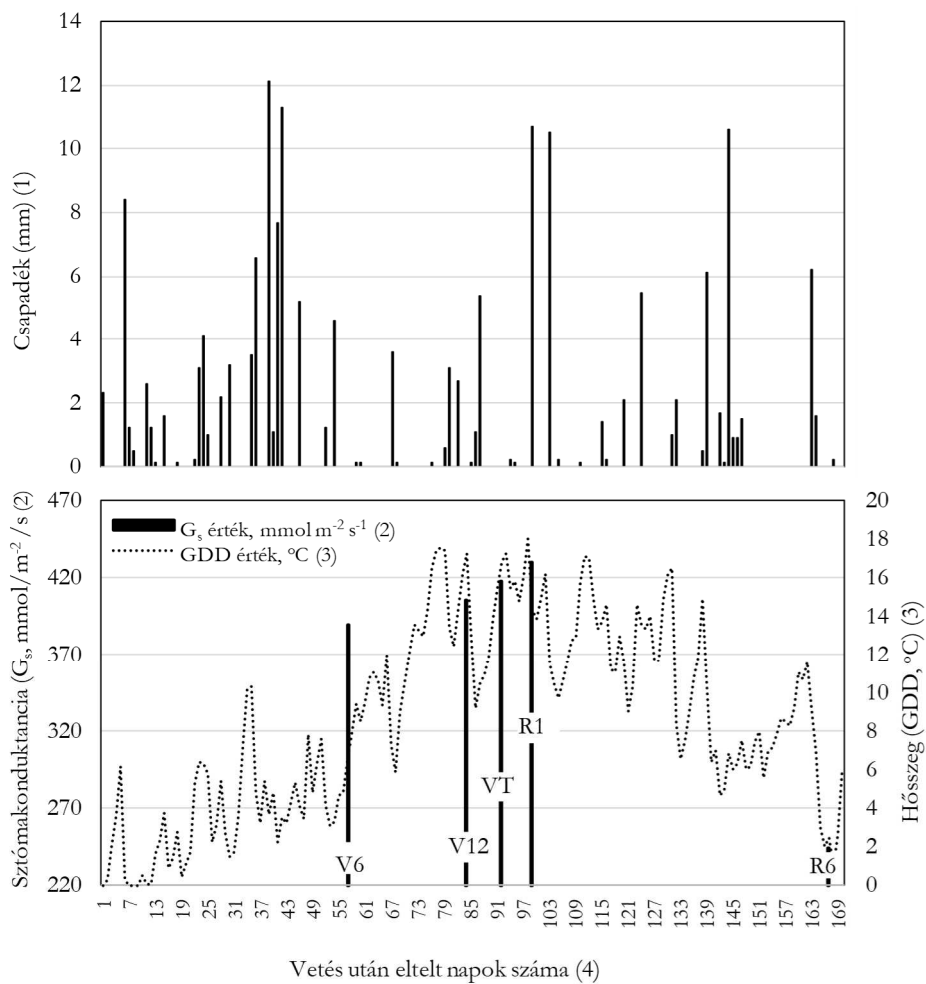 14
12
10
8
6
4
2
0
Csapadék (mm) (1)
470
420
370
320
270
220
Sztómakonduktancia (Gs, mmol/m-2 /s (2)
Gs érték, mmol m-2 s-1 (2)
GDD érték, °C (3)
V6
V12
VT
R1
R6
20
18
16
14
12
10
8
6
4
2
0
Hősszeg (GDD, °C) (3)
1 7 13 19 25 31 37 43 49 55 61 67 73 79 85 91 97 103 109 115 121 127 133 139 145 151 157 163 169
Vetés után eltelt napok száma (4)